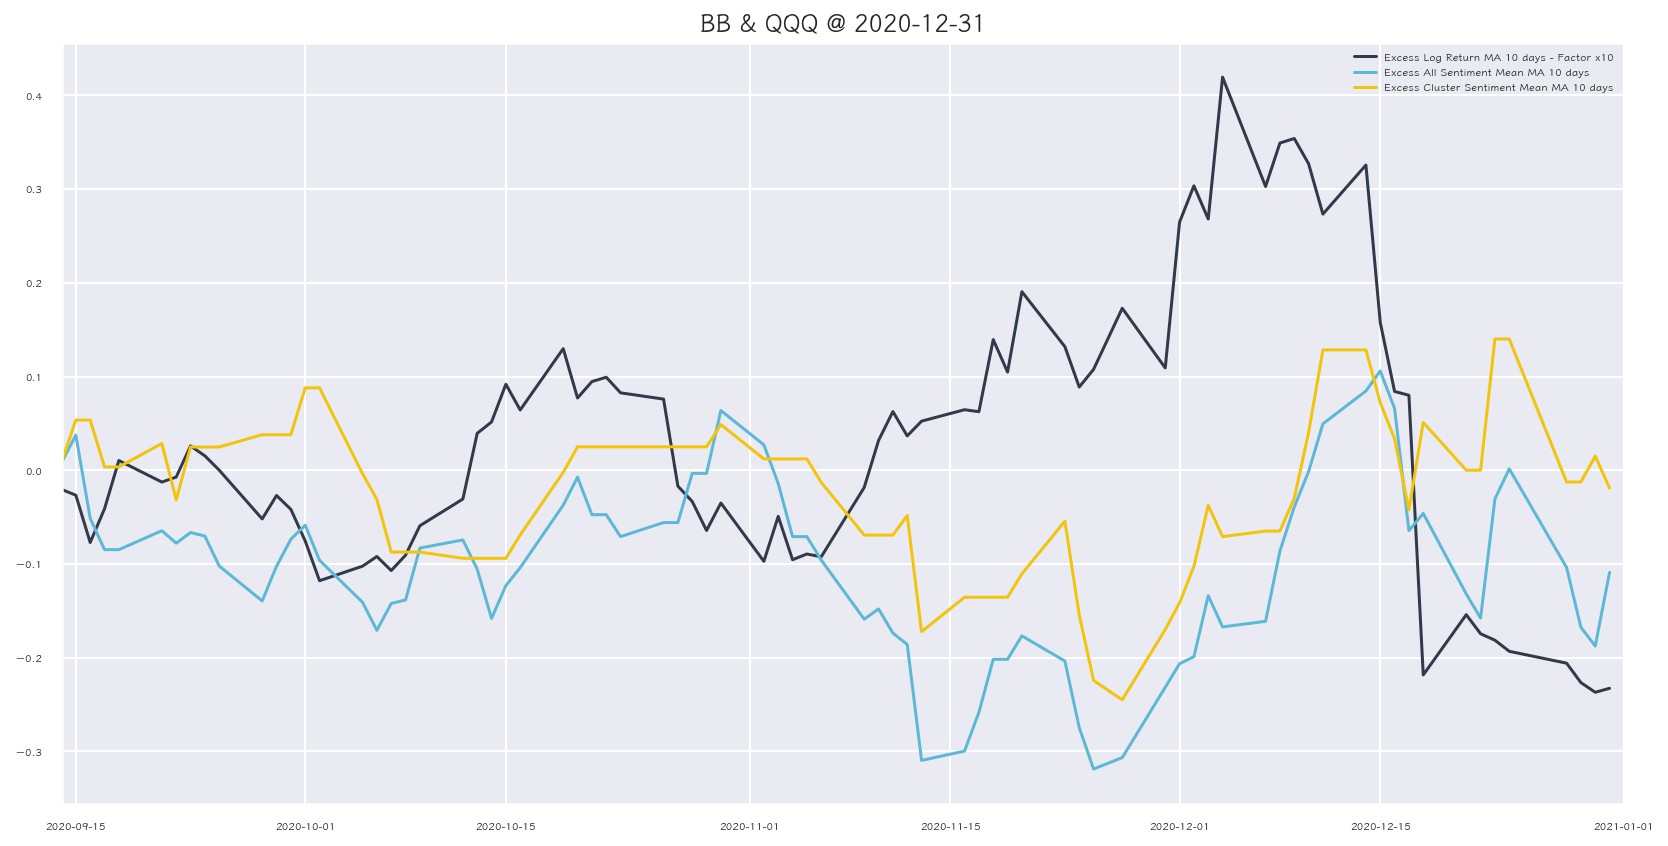 BB & QQQ @ 2020-12-31
Excess Log Return MA 10 days - Factor x10
Excess All Sentiment Mean MA 10 days
Excess Cluster Sentiment Mean MA 10 days
0.4
0.3
0.2
0.1
0.0
−0.1
−0.2
−0.3
2020-09-15 2020-10-01 2020-10-15 2020-11-01 2020-11-15 2020-12-01 2020-12-15 2021-01-01